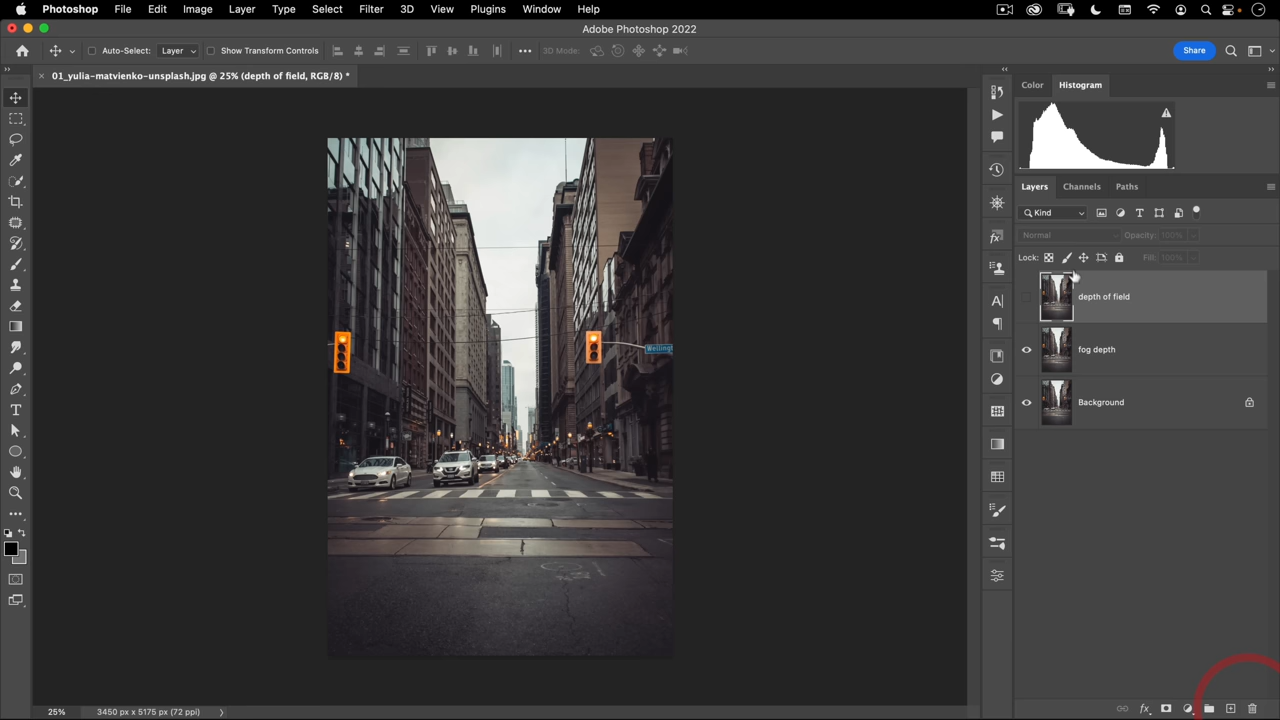 Photoshop File Edit Image Layer Type Select Filter 3D View Plugins Window Help
Adobe Photoshop 2022
Auto-Select: Layer Show Transform Controls 3D Mode: Share
01_yulia-matvienko-unsplash.jpg @ 25% (depth of field, RGB/8) *
Color Histogram
Layers Channels Paths
Kind
Normal Opacity: 100%
Lock: Fill: 100%
depth of field
fog depth
Background
Wellingt
25% 3450 px x 5175 px (72 ppi)